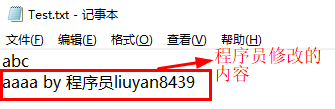 Test.txt - 记事本
文件(F) 编辑(E) 格式(O) 查看(V) 帮助(H)
abc
aaaa by 程序员liuyan8439
程序员修改的
内容